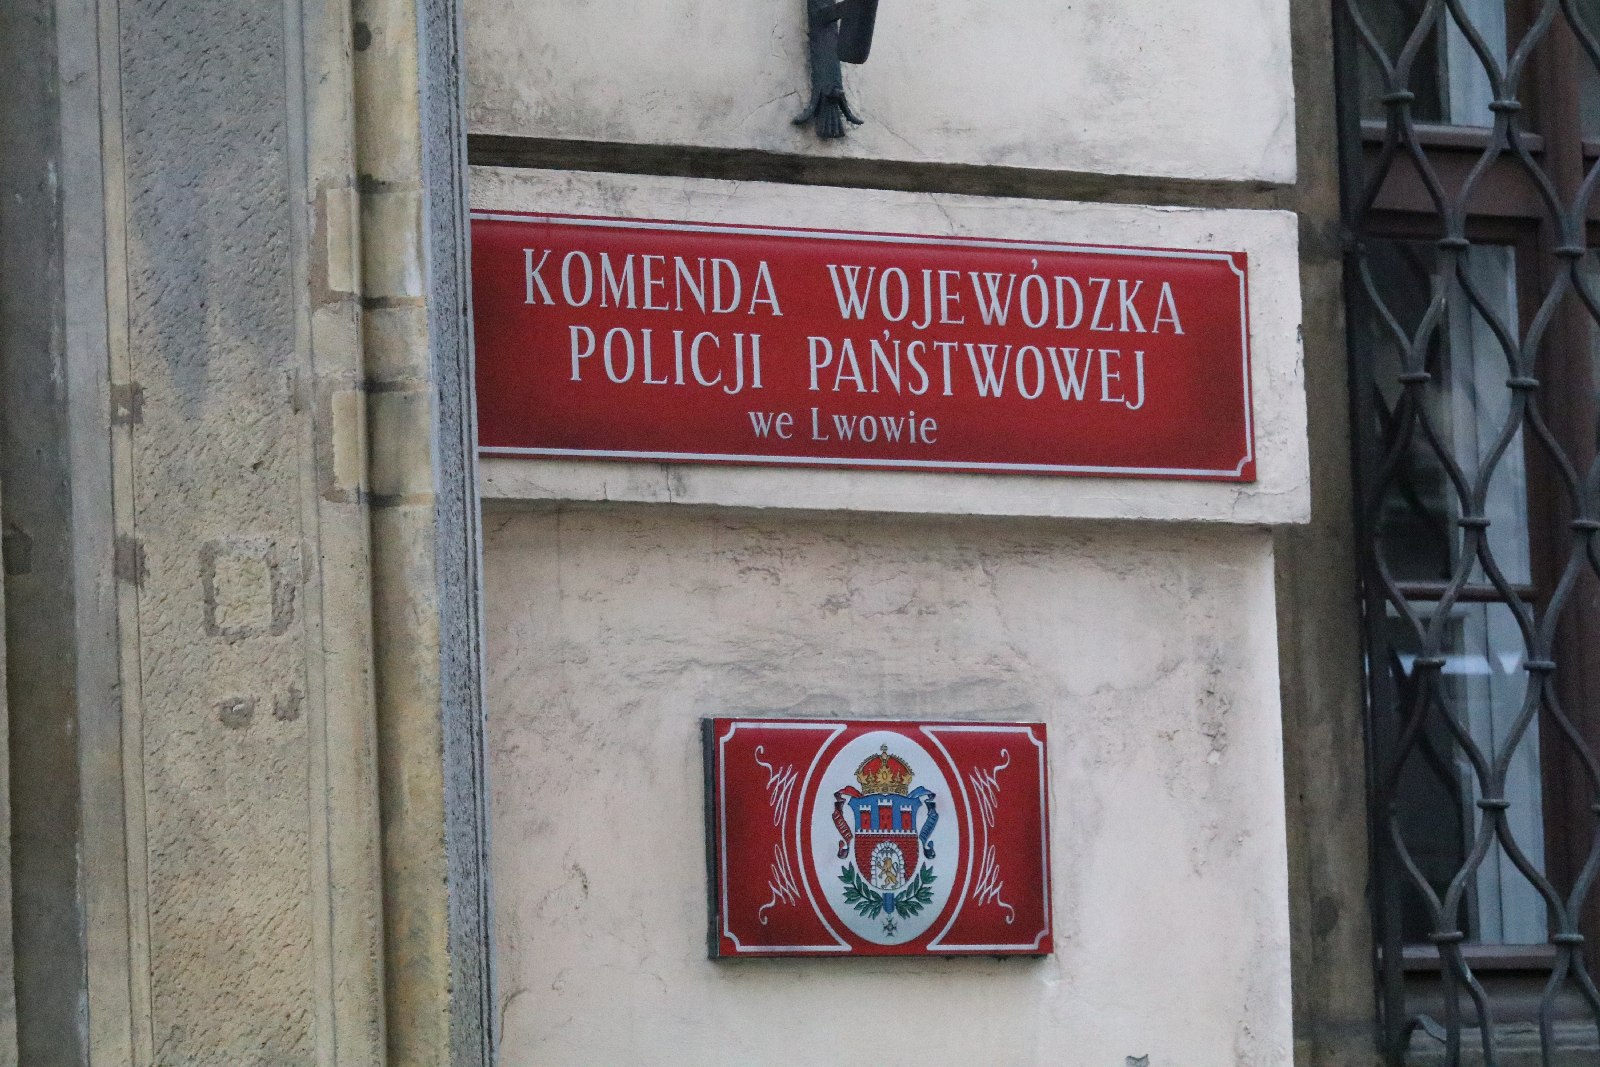 KOMENDA WOJEWÓDZKA
POLICJI PAŃSTWOWEJ
we Lwowie